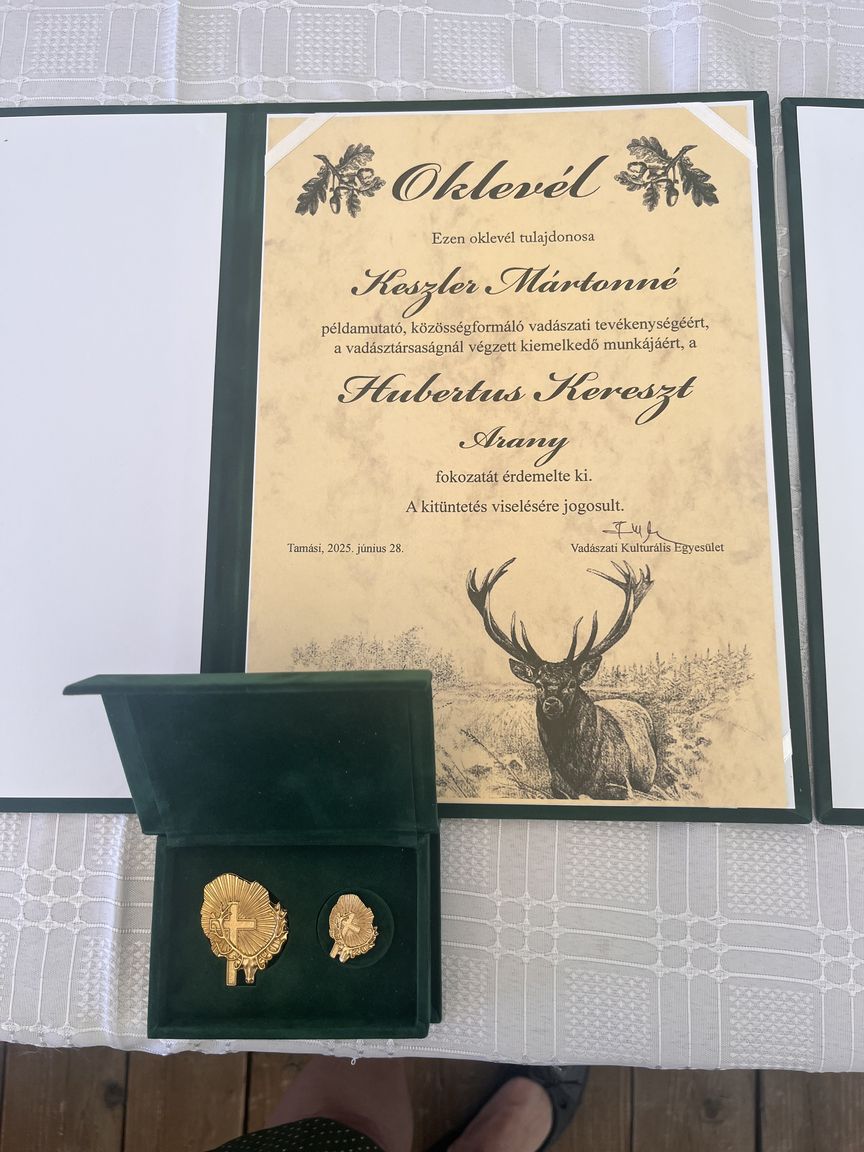 Oklevél
Ezen oklevél tulajdonosa
Keszler Mártonné
példamutató, közösségformáló vadászati tevékenységéért,
a vadásztársaságnál végzett kiemelkedő munkájáért, a
Hubertus Kereszt
Arany
fokozatát érdemelte ki.
A kitüntetés viselésére jogosult.
Tamási, 2025. június 28.
Vadászati Kulturális Egyesület